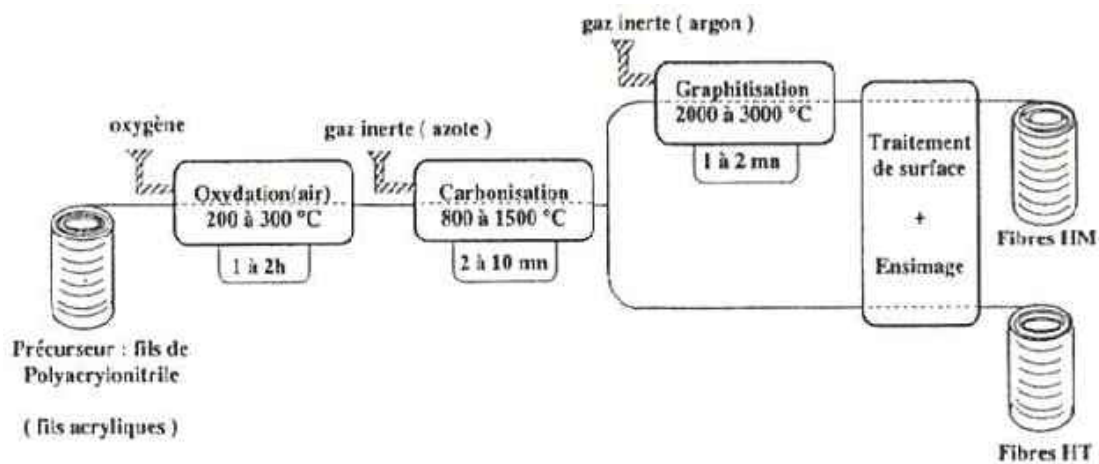 gaz inerte ( argon )
Graphitisation
2000 à 3000 °C
1 à 2 mn
oxygène
gaz inerte ( azote )
Oxydation(air)
200 à 300 °C
1 à 2h
Carbonisation
800 à 1500 °C
2 à 10 mn
Traitement
de surface
+
Ensimage
Fibres HM
Précurseur : fils de
Polyacrylonitrile
( fils acryliques )
Fibres HT